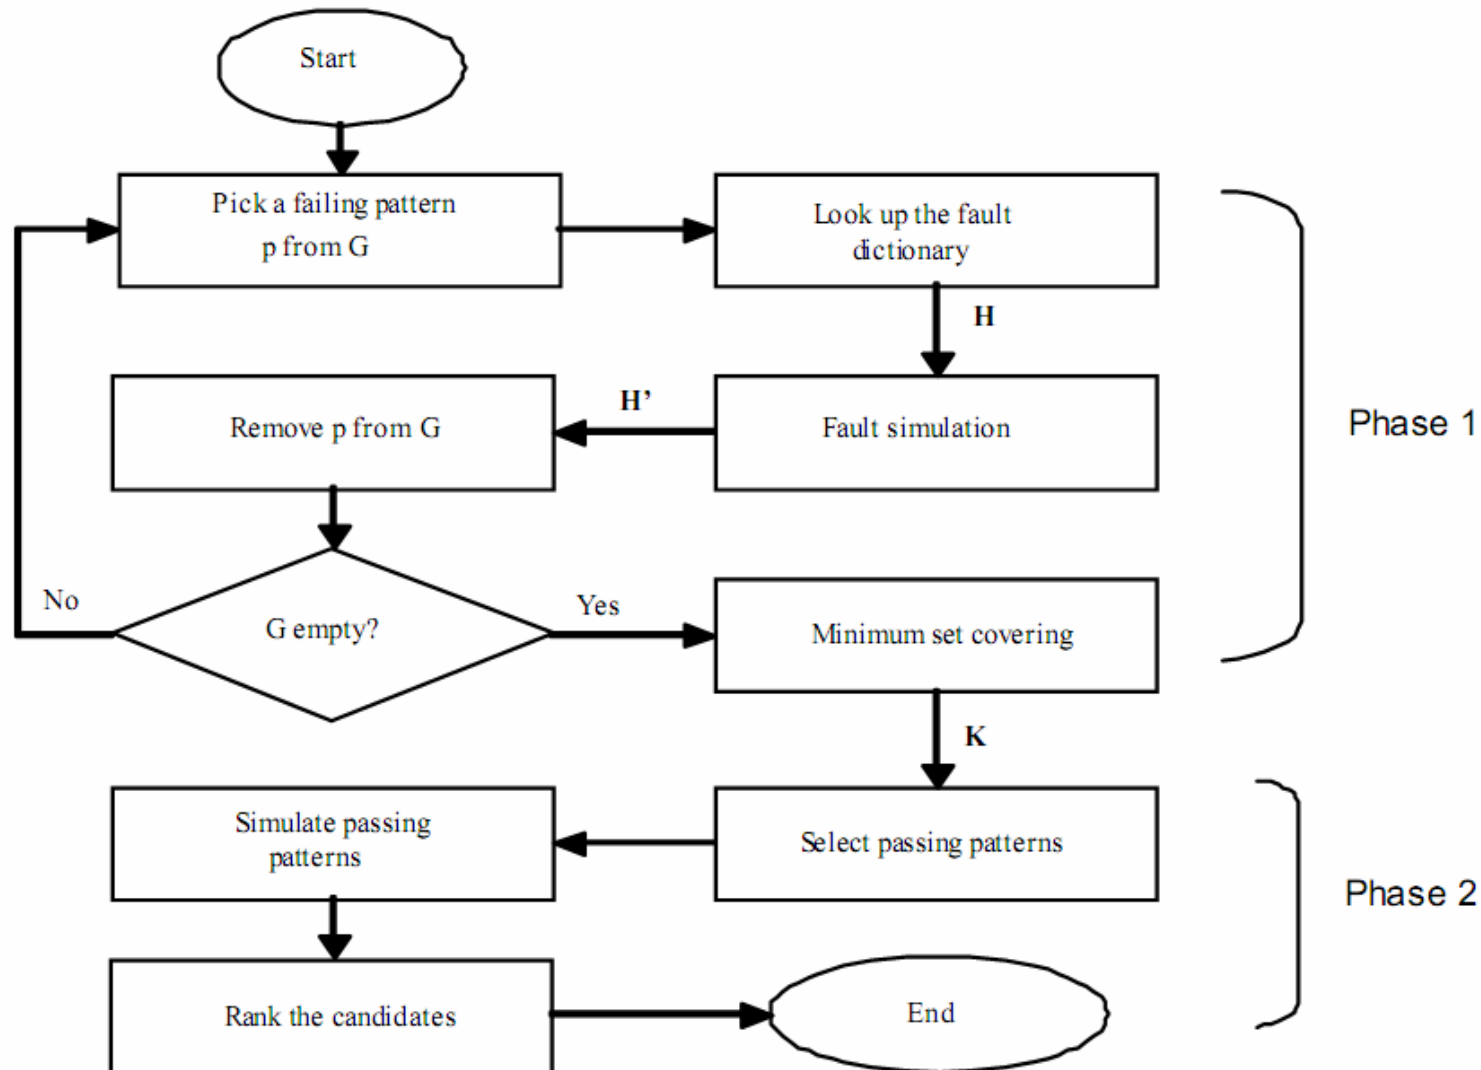 Start
Pick a failing pattern
p from G
Look up the fault
dictionary
H
Phase 1
Remove p from G
H’
Fault simulation
No
G empty?
Yes
Minimum set covering
K
Simulate passing
patterns
Select passing patterns
Phase 2
Rank the candidates
End